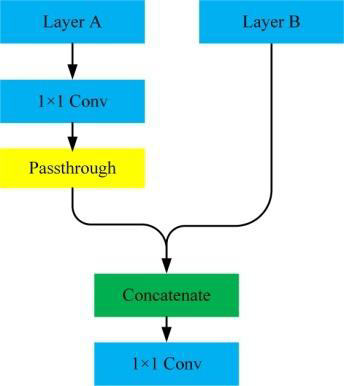 Layer A
Layer B
1×1 Conv
Passthrough
Concatenate
1×1 Conv